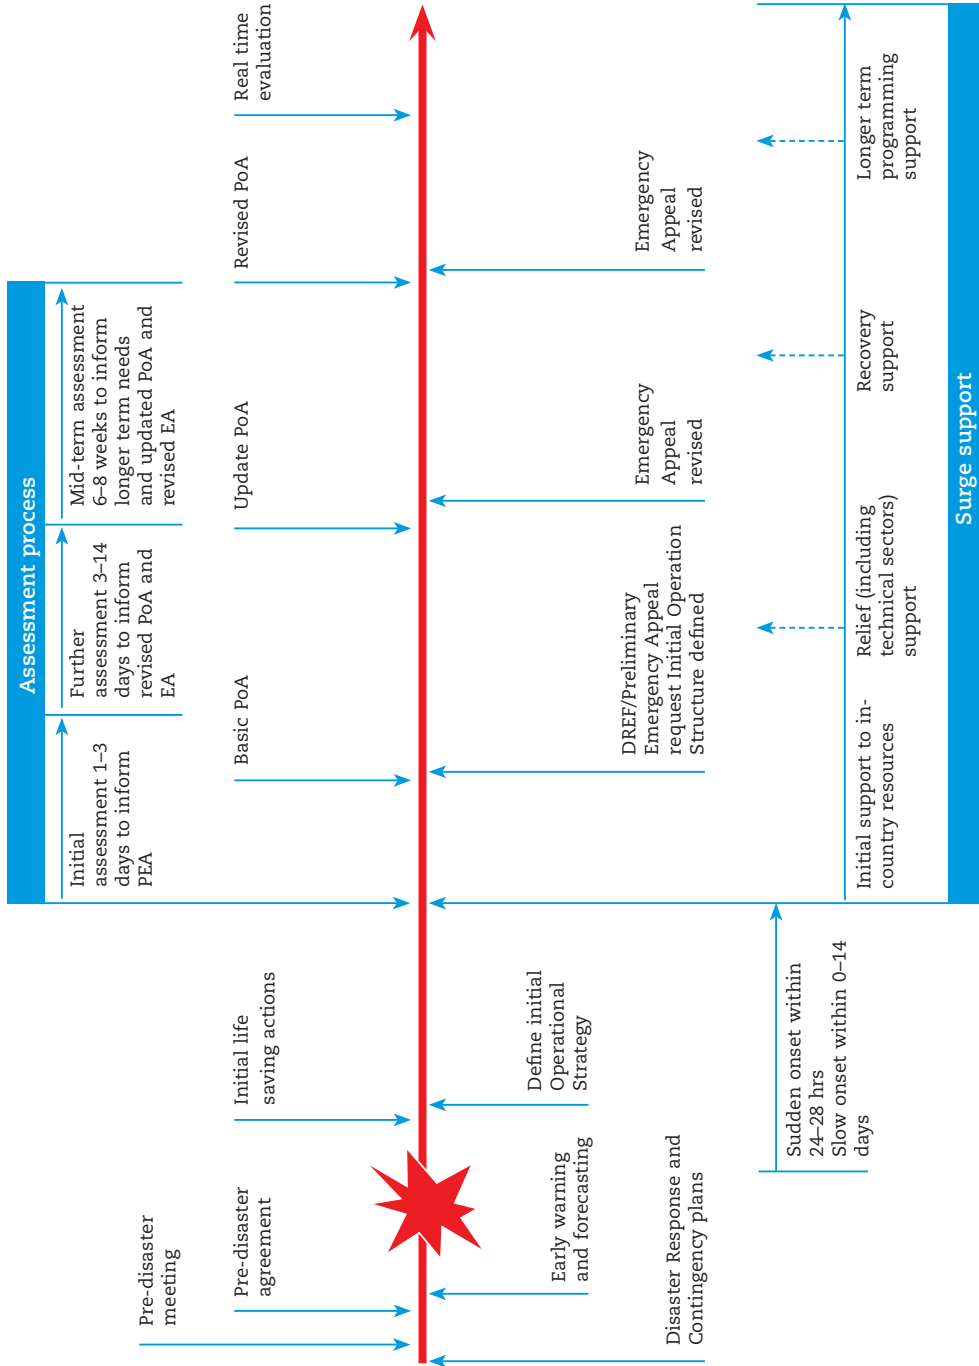 Assessment process
Initial
assessment 1–3
days to inform
PEA
Further
assessment 3–14
days to inform
revised PoA and
EA
Mid-term assessment
6–8 weeks to inform
longer term needs
and updated PoA and
revised EA
Pre-disaster
meeting
Pre-disaster
agreement
Initial life
saving actions
Basic PoA
Update PoA
Revised PoA
Real time
evaluation
Early warning
and forecasting
Define initial
Operational
Strategy
Disaster Response and
Contingency plans
DREF/Preliminary
Emergency Appeal
request Initial Operation
Structure defined
Emergency
Appeal
revised
Emergency
Appeal
revised
Sudden onset within
24–28 hrs
Slow onset within 0–14
days
Initial support to in-
country resources
Relief (including
technical sectors)
support
Recovery
support
Longer term
programming
support
Surge support